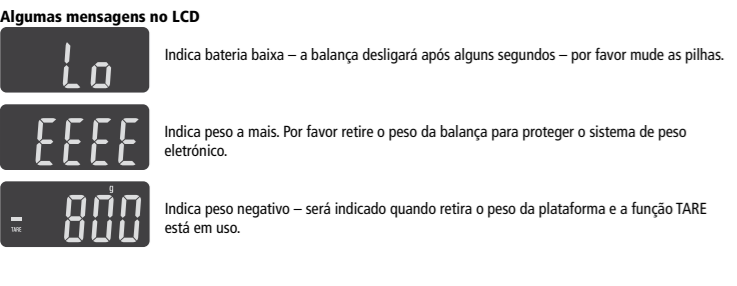 Algumas mensagens no LCD
Lo
Indica bateria baixa – a balança desligará após alguns segundos – por favor mude as pilhas.
EEEE
Indica peso a mais. Por favor retire o peso da balança para proteger o sistema de peso
eletrónico.
g
- 800
TARE
Indica peso negativo – será indicado quando retira o peso da plataforma e a função TARE
está em uso.